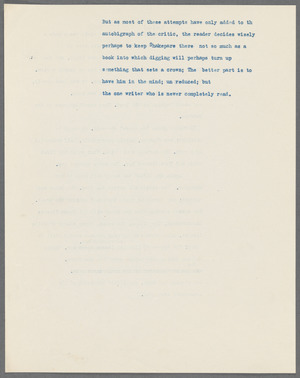 But as most of these attempts have only added to th
autobigraph of the critic, the reader decides wisely
perhaps to keep Shakepere there not so much as a
book into which digging will perhaps turn up
something that sets a crown; The better part is to
have him in the mind; un reduced; but
the one writer who is never completely read.